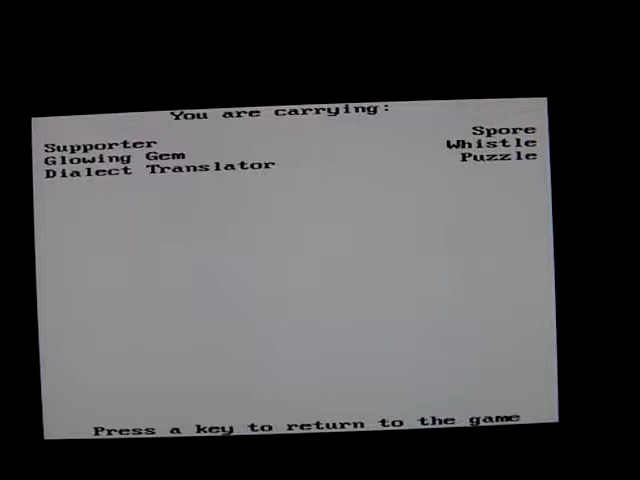 You are carrying:
Supporter
Glowing Gem
Dialect Translator
Spore
Whistle
Puzzle
Press a key to return to the game